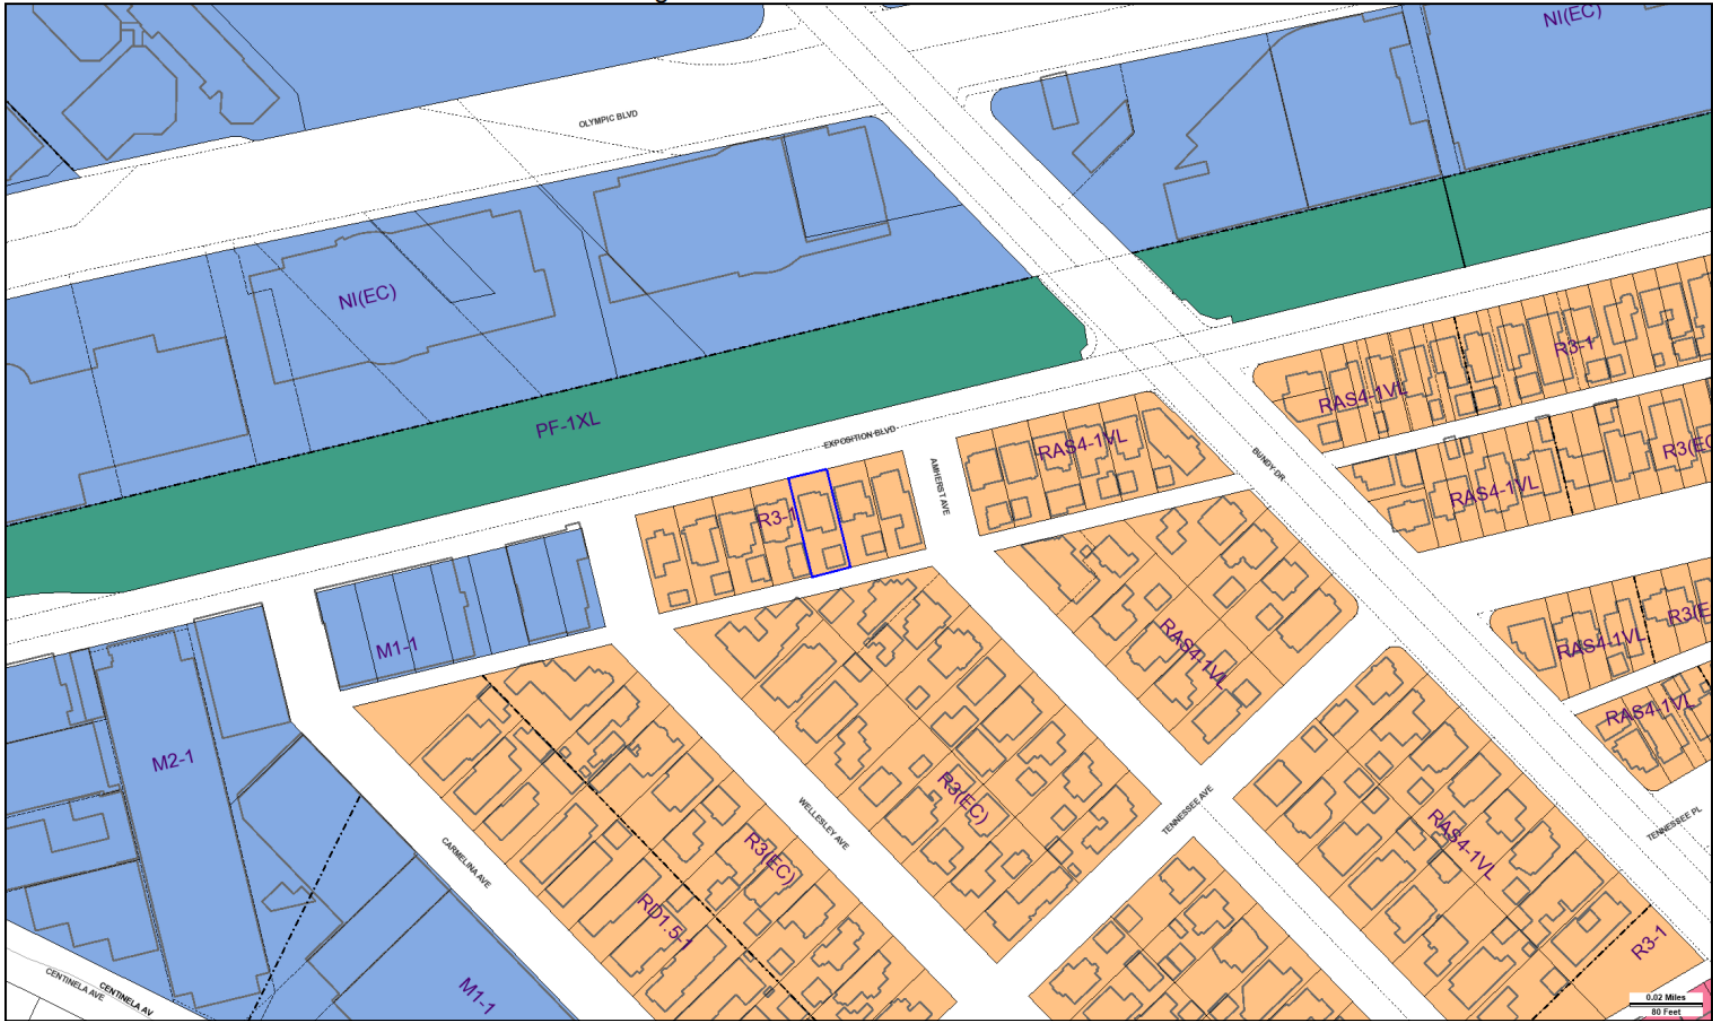 NI(EC)
OLYMPIC BLVD
NI(EC)
R3-1
RAS4-1VL
PF-1XL
EXPOSITION BLVD
RAS4-1VL
R3(EC
BUNDY DR
AMHERST AVE
RAS4-1VL
R3-1
M1-1
RAS4-1VL
RAS4-1VL
R3(E
RAS4-1VL
M2-1
R3(EC)
WELLESLEY AVE
TENNESSEE AVE
TENNESSEE PL
RAS4-1VL
CARMELINA AVE
R3(EC)
RD1.5-1
R3-1
CENTINELA AVE
CENTINELA AV
M1-1
0.02 Miles
80 Feet